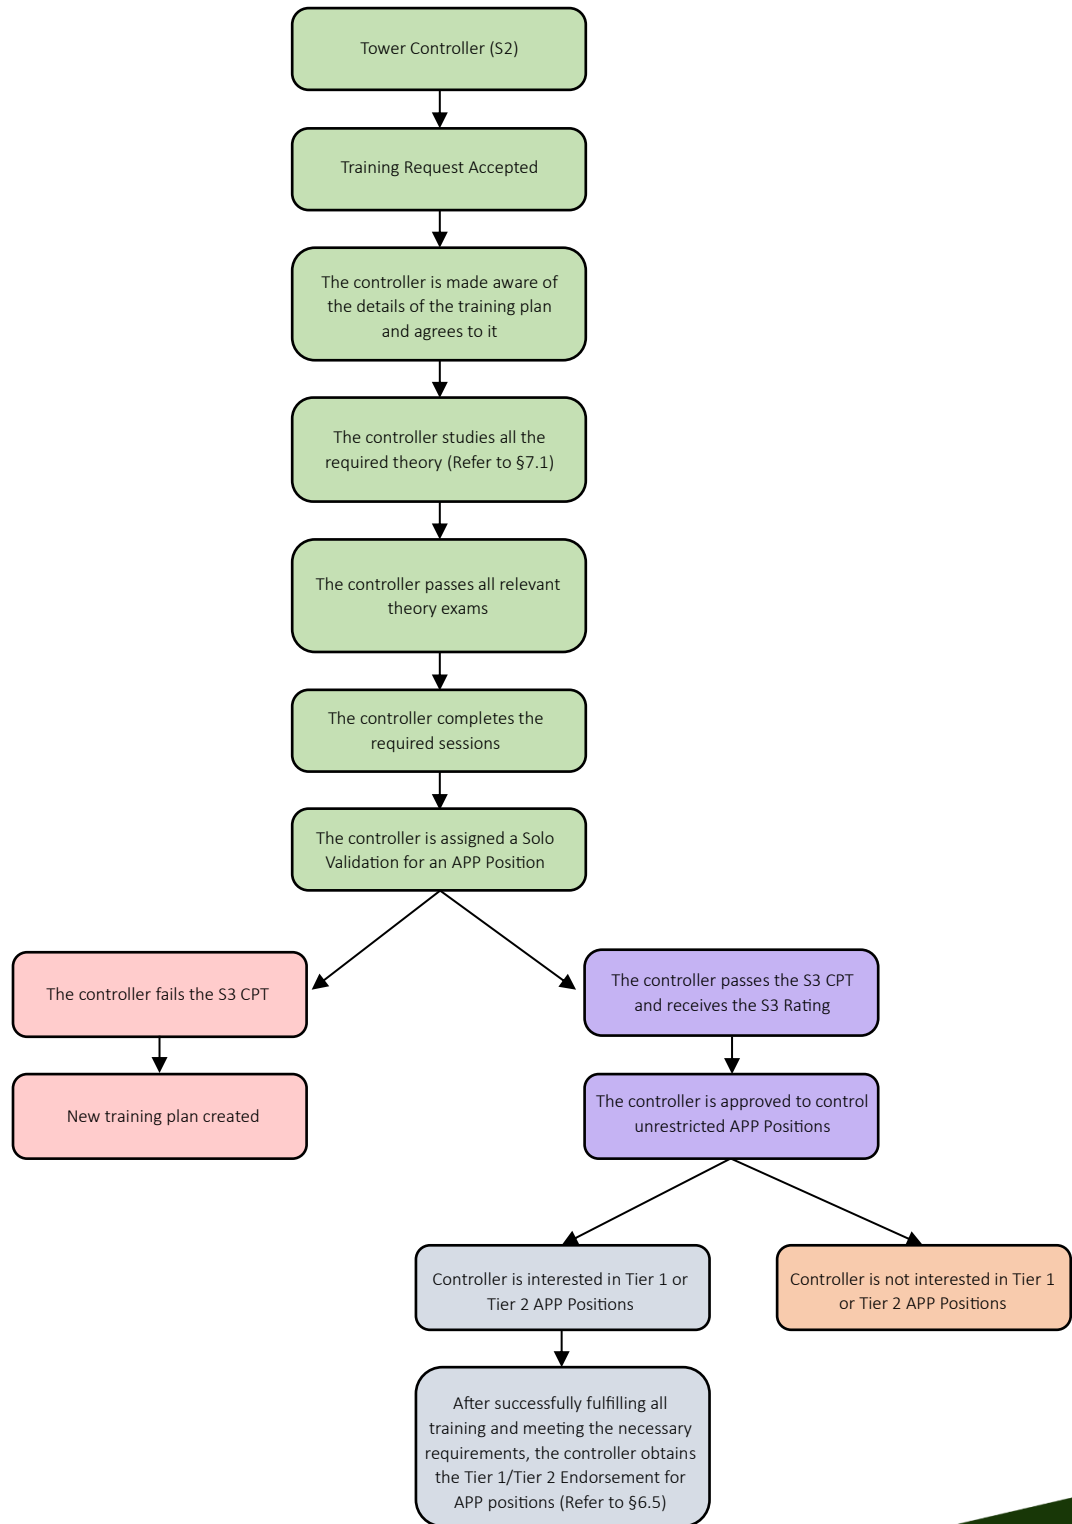 Tower Controller (S2)
Training Request Accepted
The controller is made aware of
the details of the training plan
and agrees to it
The controller studies all the
required theory (Refer to §7.1)
The controller passes all relevant
theory exams
The controller completes the
required sessions
The controller is assigned a Solo
Validation for an APP Position
The controller fails the S3 CPT
The controller passes the S3 CPT
and receives the S3 Rating
New training plan created
The controller is approved to control
unrestricted APP Positions
Controller is interested in Tier 1 or
Tier 2 APP Positions
Controller is not interested in Tier 1
or Tier 2 APP Positions
After successfully fulfilling all
training and meeting the necessary
requirements, the controller obtains
the Tier 1/Tier 2 Endorsement for
APP positions (Refer to §6.5)